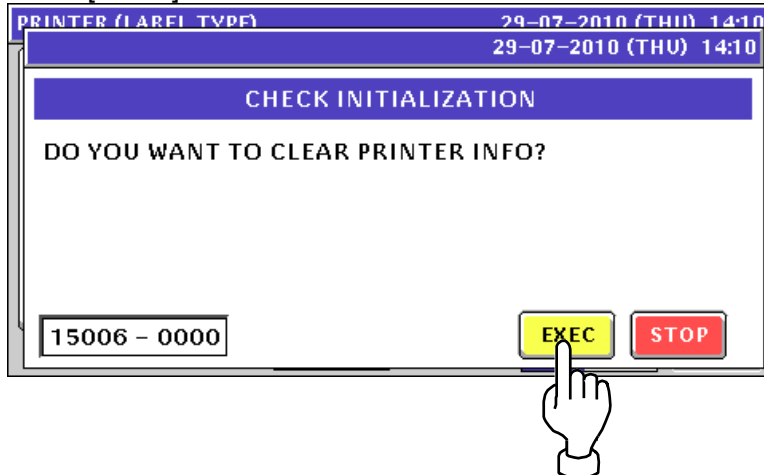 PRINTER (LABEL TYPE) 29-07-2010 (THU) 14:10
29-07-2010 (THU) 14:10
CHECK INITIALIZATION
DO YOU WANT TO CLEAR PRINTER INFO?
15006 - 0000
EXEC
STOP